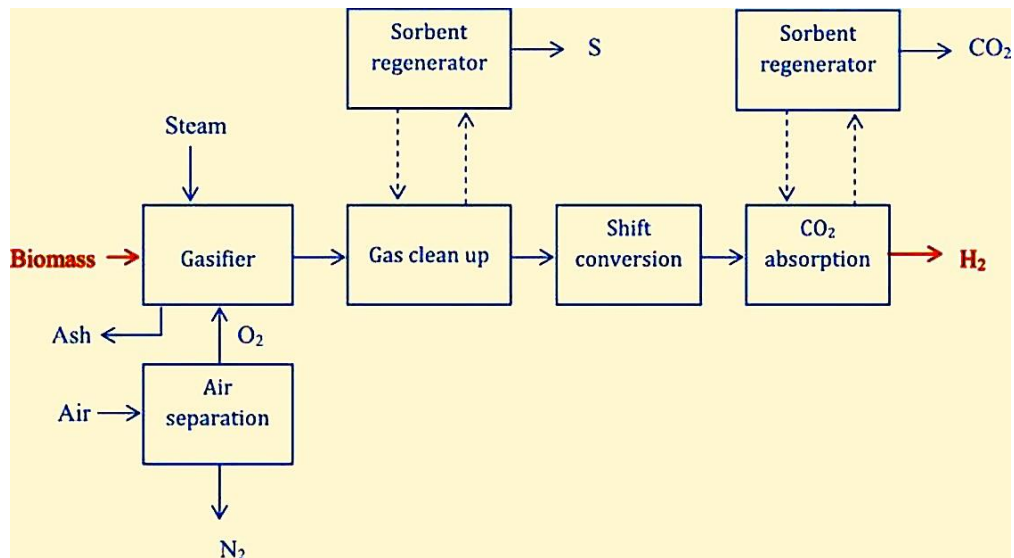 Sorbent
regenerator
S
Sorbent
regenerator
CO₂
Steam
Biomass
Gasifier
Gas clean up
Shift
conversion
CO₂
absorption
H₂
Ash
O₂
Air
Air
separation
N₂